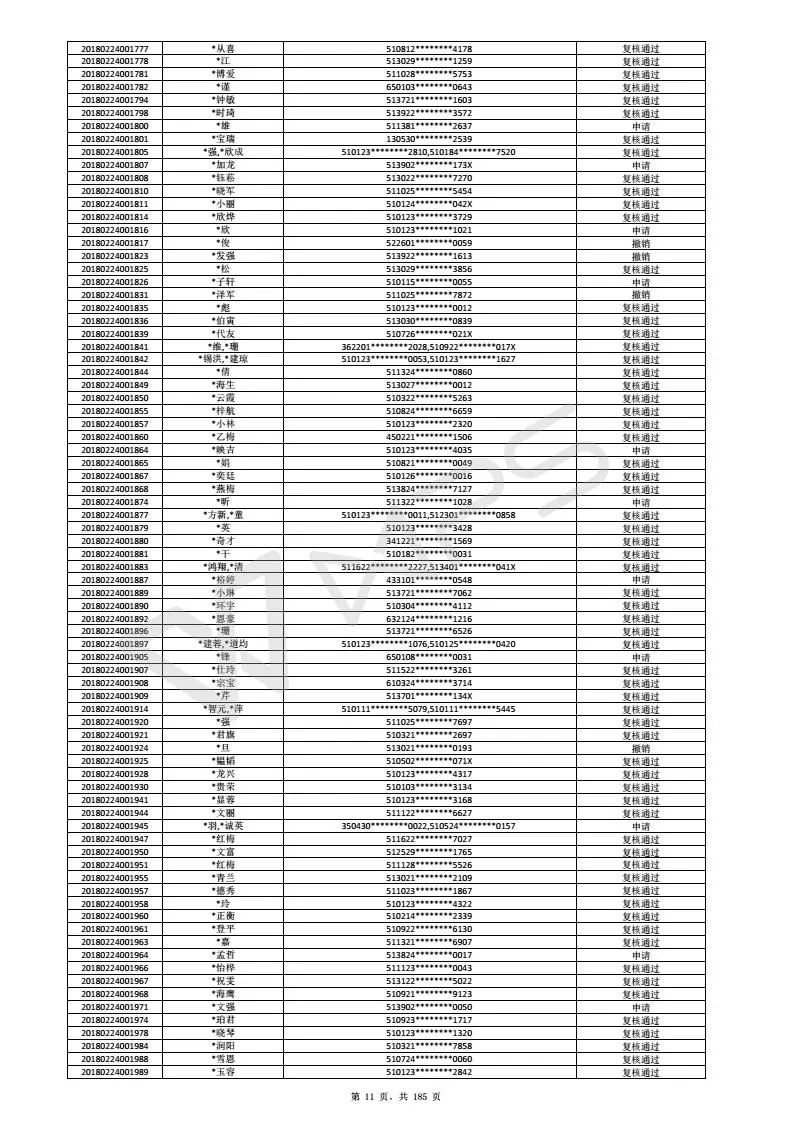 20180224001777 *从喜 510812********4178 复核通过
20180224001778 *江 513029********1259 复核通过
20180224001781 *博爱 511028********5753 复核通过
20180224001782 *谨 650103********0643 复核通过
20180224001794 *钟敏 513721********1603 复核通过
20180224001798 *时琦 513922********3572 复核通过
20180224001800 *雄 511381********2637 申请
20180224001801 *宝瑞 130530********2539 复核通过
20180224001805 *强,*欣成 510123********2810,510184********7520 复核通过
20180224001807 *加龙 513902********173X 申请
20180224001808 *钰菘 513022********7270 复核通过
20180224001810 *晓军 511025********5454 复核通过
20180224001811 *小丽 510124********042X 复核通过
20180224001814 *欣烨 510123********3729 复核通过
20180224001816 *欣 510123********1021 申请
20180224001817 *俊 522601********0059 撤销
20180224001823 *发强 513922********1613 撤销
20180224001825 *松 513029********3856 复核通过
20180224001826 *子轩 510115********0055 申请
20180224001831 *洋军 511025********7872 撤销
20180224001835 *彪 510123********0012 复核通过
20180224001836 *伯寅 513030********0839 复核通过
20180224001839 *代友 510726********021X 复核通过
20180224001841 *维,*珊 362201********2028,510922********017X 复核通过
20180224001842 *锡洪,*建琼 510123********0053,510123********1627 复核通过
20180224001844 *倩 511324********0860 复核通过
20180224001849 *海生 513027********0012 复核通过
20180224001850 *云霞 510322********5263 复核通过
20180224001855 *梓航 510824********6659 复核通过
20180224001857 *小林 510123********2320 复核通过
20180224001860 *乙梅 450221********1506 复核通过
20180224001864 *映吉 510123********4035 申请
20180224001865 *娟 510821********0049 复核通过
20180224001867 *奕廷 510126********0016 复核通过
20180224001868 *燕梅 513824********7127 复核通过
20180224001874 *昕 511322********1028 申请
20180224001877 *方新,*童 510123********0011,512301********0858 复核通过
20180224001879 *英 510123********3428 复核通过
20180224001880 *奇才 341221********1569 复核通过
20180224001881 *干 510182********0031 复核通过
20180224001883 *鸿翔,*清 511622********2227,513401********041X 复核通过
20180224001887 *裕婷 433101********0548 申请
20180224001889 *小琳 513721********7062 复核通过
20180224001890 *环宇 510304********4112 复核通过
20180224001892 *恩豪 632124********1216 复核通过
20180224001896 *珊 513721********6526 复核通过
20180224001897 *建蓉,*道均 510123********1076,510125********0420 复核通过
20180224001905 *锋 650108********0031 申请
20180224001907 *仕玲 511522********3261 复核通过
20180224001908 *宗宝 610324********3714 复核通过
20180224001909 *芹 513701********134X 复核通过
20180224001914 *智元,*萍 510111********5079,510111********5445 复核通过
20180224001920 *强 511025********7697 复核通过
20180224001921 *君旗 510321********2697 复核通过
20180224001924 *旦 513021********0193 撤销
20180224001925 *韫韬 510502********071X 复核通过
20180224001928 *龙兴 510123********4317 复核通过
20180224001930 *贵荣 510103********3134 复核通过
20180224001941 *显蓉 510123********3168 复核通过
20180224001944 *文丽 511122********6627 复核通过
20180224001945 *羽,*诚英 350430********0022,510524********0157 申请
20180224001947 *红梅 511622********7027 复核通过
20180224001950 *文富 512529********1765 复核通过
20180224001951 *红梅 511128********5526 复核通过
20180224001955 *青兰 513021********2109 复核通过
20180224001957 *德秀 511023********1867 复核通过
20180224001958 *玲 510123********4322 复核通过
20180224001960 *正衡 510214********2339 复核通过
20180224001961 *登平 510922********6130 复核通过
20180224001963 *嘉 511321********6907 复核通过
20180224001964 *孟哲 513824********0017 申请
20180224001966 *怡桦 511123********0043 复核通过
20180224001967 *祝雯 513122********5022 复核通过
20180224001968 *海鹰 510921********9123 复核通过
20180224001971 *文强 513902********0050 申请
20180224001974 *珀君 510923********1717 复核通过
20180224001978 *晓琴 510123********1320 复核通过
20180224001984 *润阳 510321********7858 复核通过
20180224001988 *雪恩 510724********0060 复核通过
20180224001989 *玉容 510123********2842 复核通过
第 11 页，共 185 页